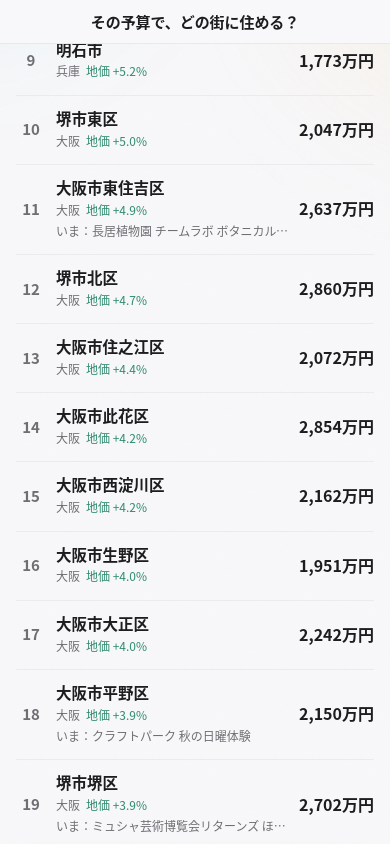 その予算で、どの街に住める？
9
明石市
兵庫 地価 +5.2%
1,773万円
10
堺市東区
大阪 地価 +5.0%
2,047万円
11
大阪市東住吉区
大阪 地価 +4.9%
いま：長居植物園 チームラボ ボタニカル…
2,637万円
12
堺市北区
大阪 地価 +4.7%
2,860万円
13
大阪市住之江区
大阪 地価 +4.4%
2,072万円
14
大阪市此花区
大阪 地価 +4.2%
2,854万円
15
大阪市西淀川区
大阪 地価 +4.2%
2,162万円
16
大阪市生野区
大阪 地価 +4.0%
1,951万円
17
大阪市大正区
大阪 地価 +4.0%
2,242万円
18
大阪市平野区
大阪 地価 +3.9%
いま：クラフトパーク 秋の日曜体験
2,150万円
19
堺市堺区
大阪 地価 +3.9%
いま：ミュシャ芸術博覧会リターンズ ほ…
2,702万円